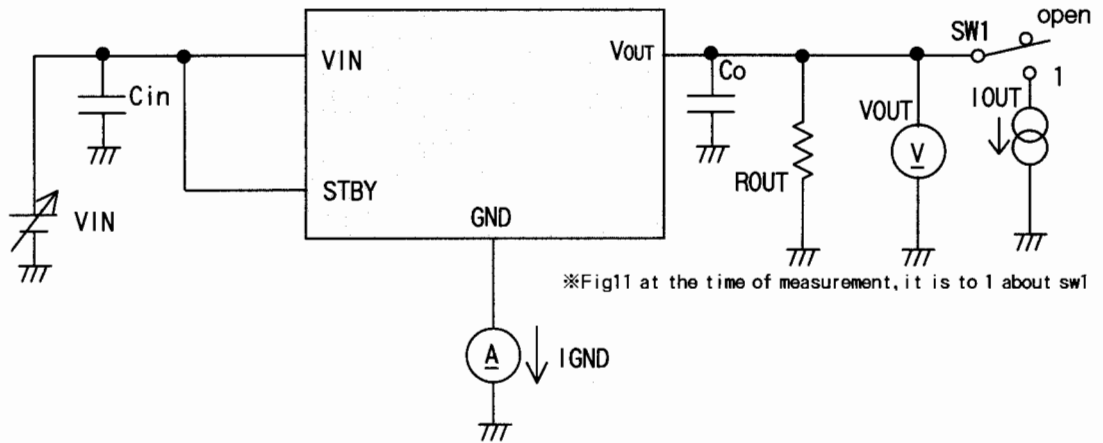 open
SW1
VIN
VOUT
Cin
Co
1
IOUT
VOUT
V
ROUT
STBY
VIN
GND
※Fig11 at the time of measurement, it is to 1 about sw1
A
IGND